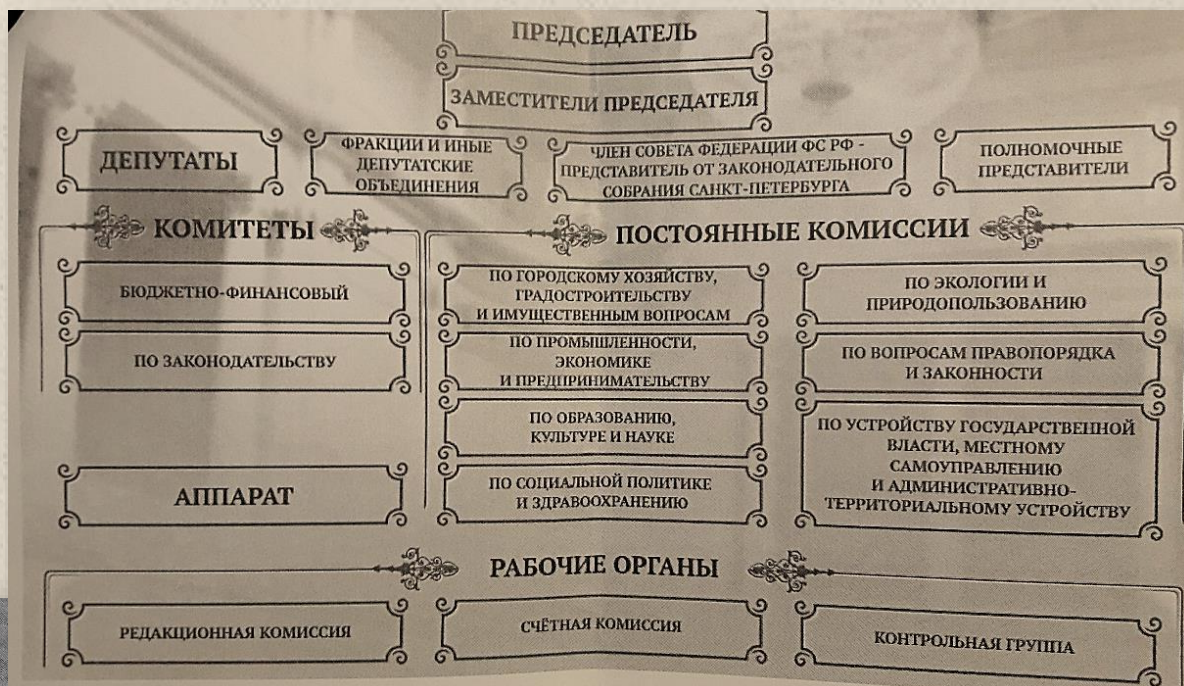 ПРЕДСЕДАТЕЛЬ
ЗАМЕСТИТЕЛИ ПРЕДСЕДАТЕЛЯ
ДЕПУТАТЫ
ФРАКЦИИ И ИНЫЕ
ДЕПУТАТСКИЕ
ОБЪЕДИНЕНИЯ
ЧЛЕН СОВЕТА ФЕДЕРАЦИИ ФС РФ -
ПРЕДСТАВИТЕЛЬ ОТ ЗАКОНОДАТЕЛЬНОГО
СОБРАНИЯ САНКТ-ПЕТЕРБУРГА
ПОЛНОМОЧНЫЕ
ПРЕДСТАВИТЕЛИ
КОМИТЕТЫ
БЮДЖЕТНО-ФИНАНСОВЫЙ
ПО ЗАКОНОДАТЕЛЬСТВУ
АППАРАТ
ПОСТОЯННЫЕ КОМИССИИ
ПО ГОРОДСКОМУ ХОЗЯЙСТВУ,
ГРАДОСТРОИТЕЛЬСТВУ
И ИМУЩЕСТВЕННЫМ ВОПРОСАМ
ПО ПРОМЫШЛЕННОСТИ,
ЭКОНОМИКЕ
И ПРЕДПРИНИМАТЕЛЬСТВУ
ПО ОБРАЗОВАНИЮ,
КУЛЬТУРЕ И НАУКЕ
ПО СОЦИАЛЬНОЙ ПОЛИТИКЕ
И ЗДРАВООХРАНЕНИЮ
ПО ЭКОЛОГИИ И
ПРИРОДОПОЛЬЗОВАНИЮ
ПО ВОПРОСАМ ПРАВОПОРЯДКА
И ЗАКОННОСТИ
ПО УСТРОЙСТВУ ГОСУДАРСТВЕННОЙ
ВЛАСТИ, МЕСТНОМУ
САМОУПРАВЛЕНИЮ
И АДМИНИСТРАТИВНО-
ТЕРРИТОРИАЛЬНОМУ УСТРОЙСТВУ
РАБОЧИЕ ОРГАНЫ
РЕДАКЦИОННАЯ КОМИССИЯ
СЧЁТНАЯ КОМИССИЯ
КОНТРОЛЬНАЯ ГРУППА